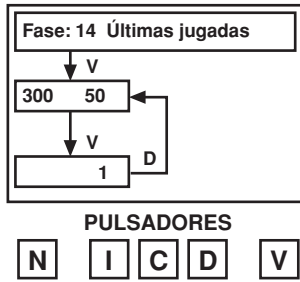 Fase: 14 Últimas jugadas
V
300 50
V
1 D
PULSADORES
N I C D V